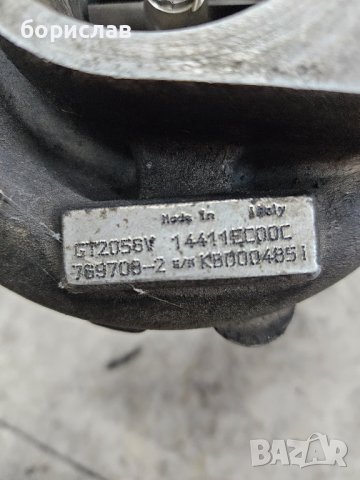 борислав
Made in Italy
GT2056V 14411EC00C
769708-2 S/N KB0004851
BAZAR